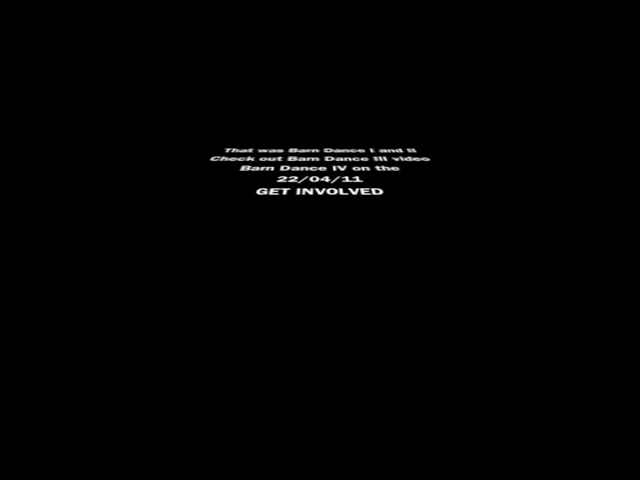 That was Barn Dance I and II
Check out Barn Dance III video
Barn Dance IV on the
22/04/11
GET INVOLVED